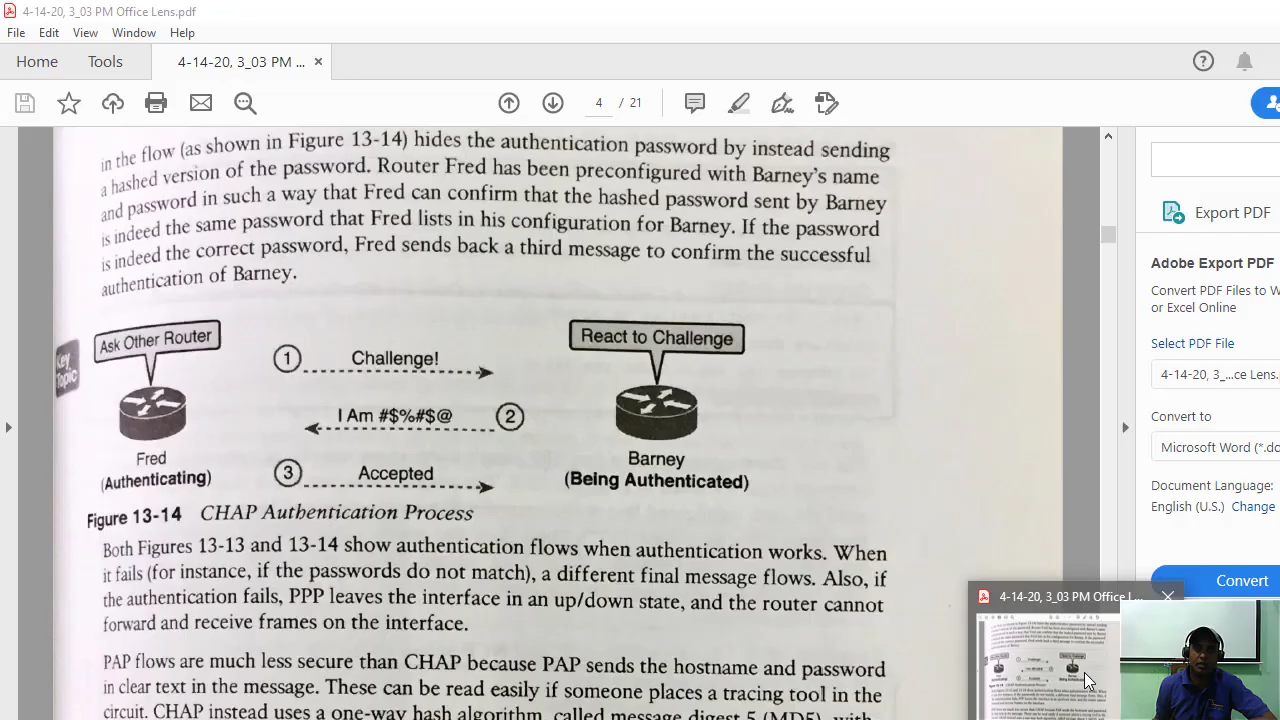 4-14-20, 3_03 PM Office Lens.pdf
File Edit View Window Help
Home Tools 4-14-20, 3_03 PM ... ×
4 / 21
in the flow (as shown in Figure 13-14) hides the authentication password by instead sending
a hashed version of the password. Router Fred has been preconfigured with Barney's name
and password in such a way that Fred can confirm that the hashed password sent by Barney
is indeed the same password that Fred lists in his configuration for Barney. If the password
is indeed the correct password, Fred sends back a third message to confirm the successful
authentication of Barney.
Key
Topic
Ask Other Router
React to Challenge
1 Challenge!
I Am #$%#$@ 2
3 Accepted
Fred
(Authenticating)
Barney
(Being Authenticated)
Figure 13-14 CHAP Authentication Process
Both Figures 13-13 and 13-14 show authentication flows when authentication works. When
it fails (for instance, if the passwords do not match), a different final message flows. Also, if
the authentication fails, PPP leaves the interface in an up/down state, and the router cannot
forward and receive frames on the interface.
PAP flows are much less secure than CHAP because PAP sends the hostname and password
in clear text in the message. These can be read easily if someone places a tracing tool in the
circuit. CHAP instead uses a one-way hash algorithm,
Export PDF
Adobe Export PDF
Convert PDF Files to W
or Excel Online
Select PDF File
4-14-20, 3_...ce Lens.
Convert to
Microsoft Word (*.do
Document Language:
English (U.S.) Change
Convert
4-14-20, 3_03 PM Office L...